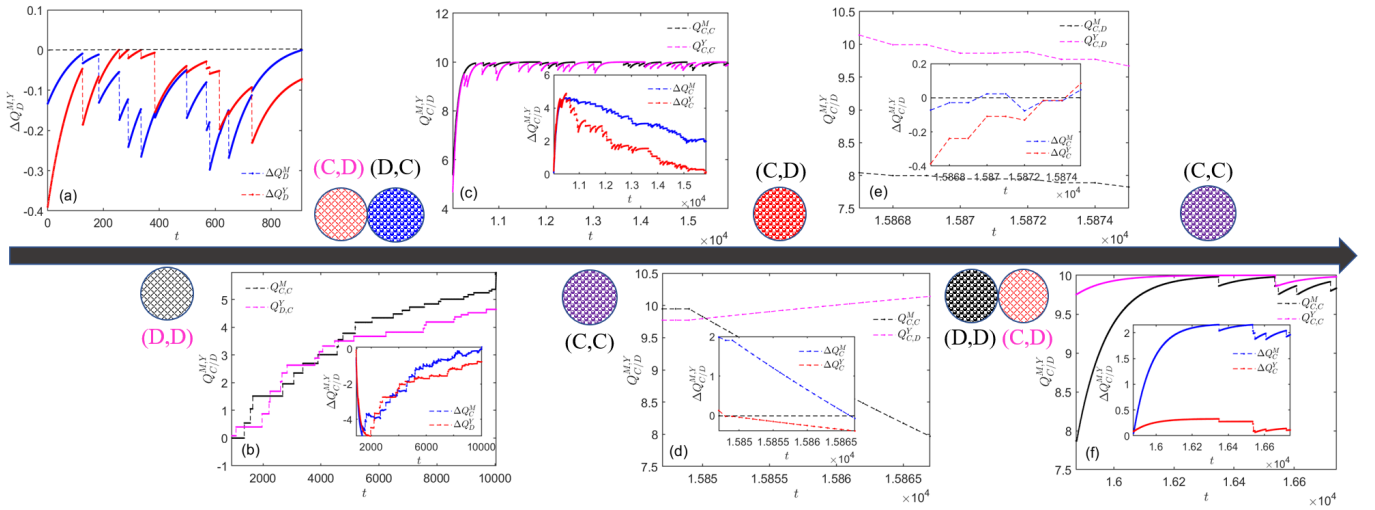 0 200 400 600 800
0
-0.1
-0.2
-0.3
-0.4
ΔQ_D^{M,Y}
ΔQ_D^M
ΔQ_D^Y
(a)
t
(C,D) (D,C)
10
9
8
7
6
5
4
Q_{C/D}^{M,Y}
Q_{C,C}^M
Q_{C,C}^Y
6
4
2
0
ΔQ_{C/D}^{M,Y}
ΔQ_C^M
ΔQ_C^Y
1.1 1.2 1.3 1.4 1.5
t ×10^4
(c)
1.1 1.2 1.3 1.4 1.5
t
×10^4
(C,D)
10.5
10
9.5
9
8.5
8
7.5
Q_{C/D}^{M,Y}
Q_{C,C}^M
Q_{C,D}^Y
0.2
0
-0.2
-0.4
ΔQ_{C/D}^{M,Y}
ΔQ_C^M
ΔQ_C^Y
1.5868 1.587 1.5872 1.5874
t ×10^4
(e)
1.5868 1.587 1.5872 1.5874
t
×10^4
(C,C)
(D,D)
5
4
3
2
1
0
-1
Q_{C/D}^{M,Y}
Q_{C,C}^M
Q_{D,C}^Y
0
-2
-4
ΔQ_{C/D}^{M,Y}
ΔQ_C^M
ΔQ_D^Y
2000 4000 6000 8000 10000
t
(b)
2000 4000 6000 8000 10000
t
(C,C)
10.5
10
9.5
9
8.5
8
7.5
Q_{C/D}^{M,Y}
Q_{C,C}^M
Q_{C,D}^Y
2
1
0
ΔQ_{C/D}^{M,Y}
ΔQ_C^M
ΔQ_C^Y
1.585 1.5855 1.586 1.5865
t ×10^4
(d)
1.585 1.5855 1.586 1.5865
t
×10^4
(D,D) (C,D)
10
9.5
9
8.5
8
7.5
Q_{C/D}^{M,Y}
Q_{C,C}^M
Q_{C,C}^Y
2
1.5
1
0.5
0
ΔQ_{C/D}^{M,Y}
ΔQ_C^M
ΔQ_C^Y
1.6 1.62 1.64 1.66
t ×10^4
(f)
1.6 1.62 1.64 1.66
t
×10^4